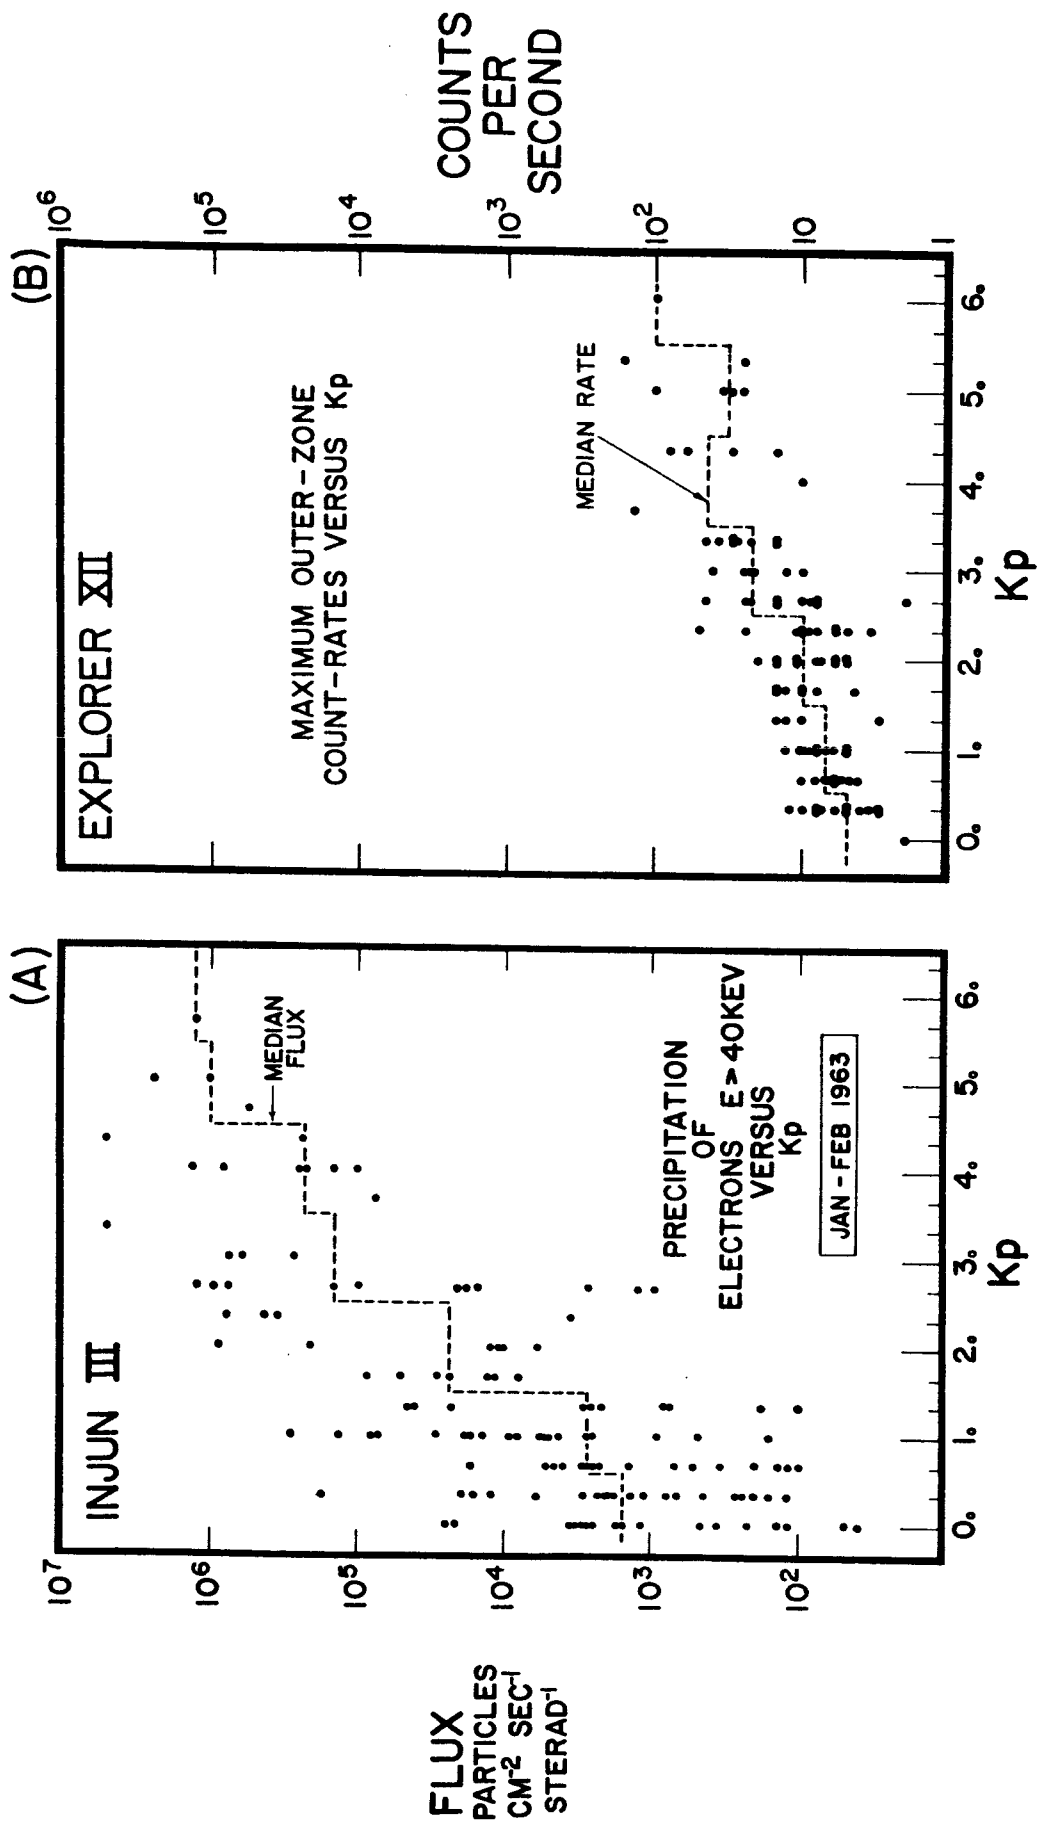 (A)
INJUN III
10⁷
10⁶
10⁵
10⁴
10³
10²
FLUX
PARTICLES
CM⁻² SEC⁻¹
STERAD⁻¹
MEDIAN
FLUX
PRECIPITATION
OF
ELECTRONS E>40KEV
VERSUS
Kp
JAN-FEB 1963
0. 1. 2. 3. 4. 5. 6.
Kp
(B)
EXPLORER XII
MAXIMUM OUTER-ZONE
COUNT-RATES VERSUS Kp
MEDIAN RATE
10⁶
10⁵
10⁴
10³
10²
10
1
COUNTS
PER
SECOND
0. 1. 2. 3. 4. 5. 6.
Kp